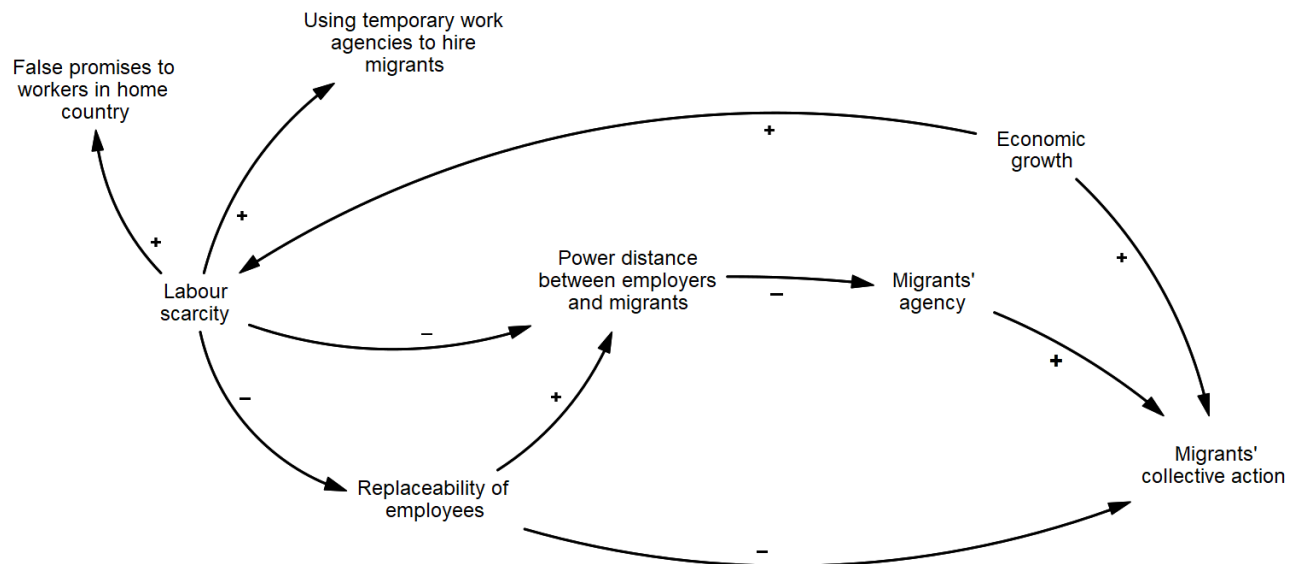 Using temporary work
agencies to hire
migrants
False promises to
workers in home
country
+
Economic
growth
+
+
+
Power distance
between employers
and migrants
Migrants'
agency
–
Labour
scarcity
–
+
–
+
Migrants'
collective action
Replaceability of
employees
–